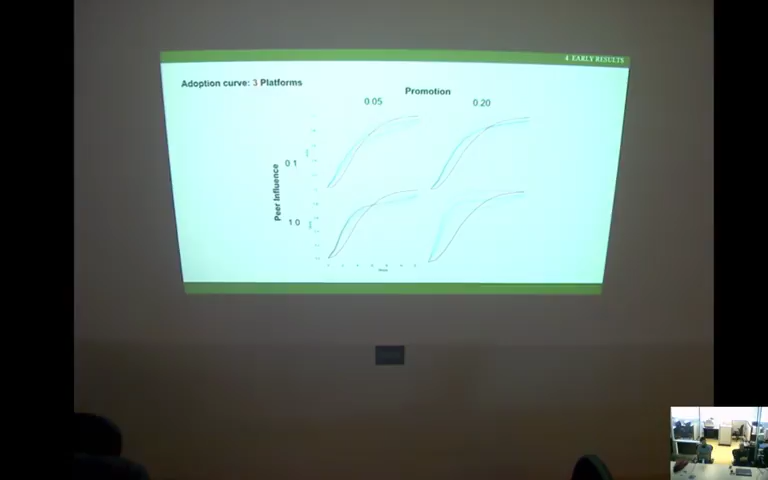 4 EARLY RESULTS
Adoption curve: 3 Platforms
Promotion
0.05
0.20
Peer Influence
0.1
1.0